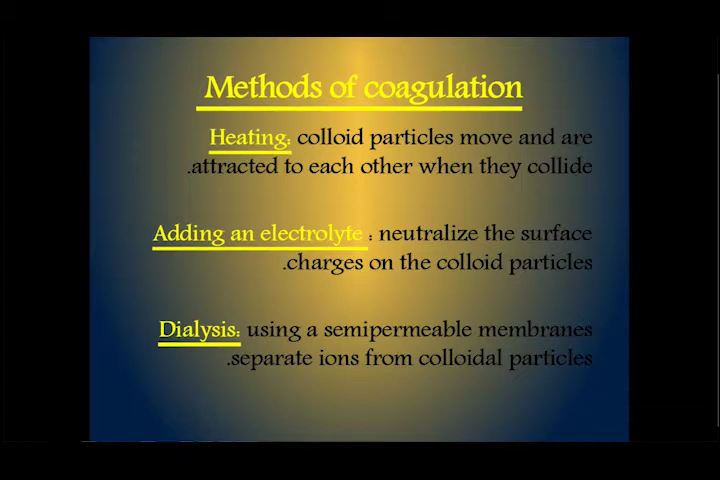 Methods of coagulation
Heating: colloid particles move and are
.attracted to each other when they collide
Adding an electrolyte : neutralize the surface
.charges on the colloid particles
Dialysis: using a semipermeable membranes
.separate ions from colloidal particles